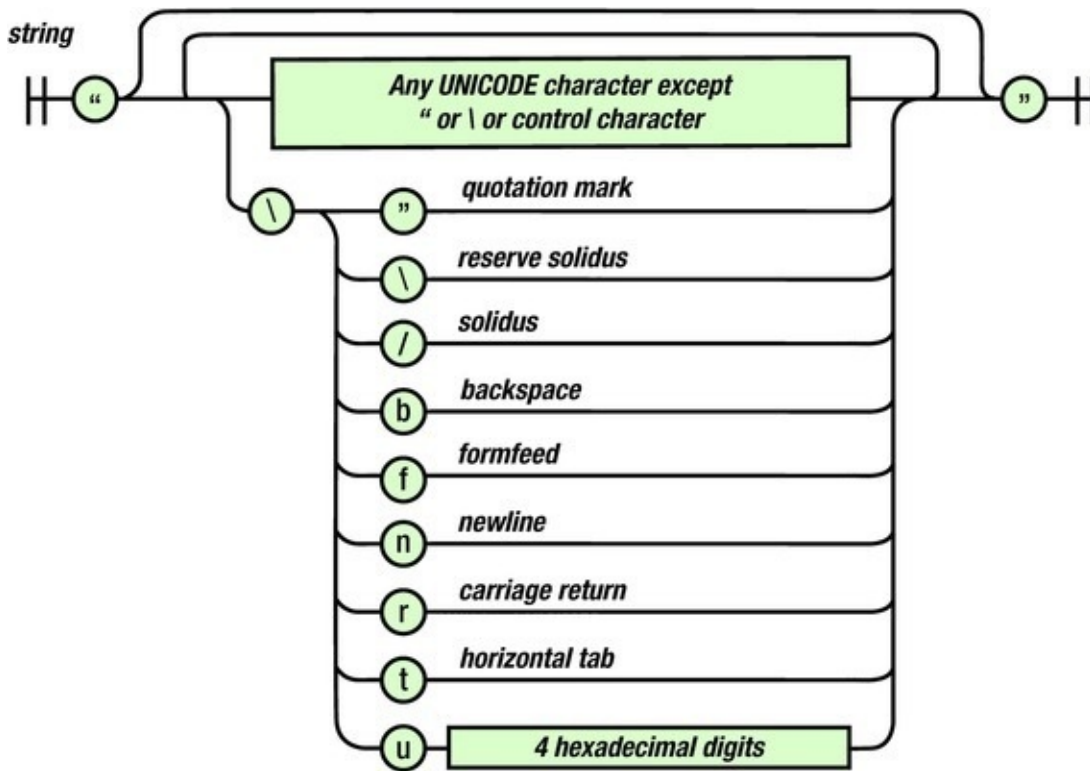 string
“
Any UNICODE character except
“ or \ or control character
”
\
” quotation mark
\ reserve solidus
/ solidus
b backspace
f formfeed
n newline
r carriage return
t horizontal tab
u 4 hexadecimal digits